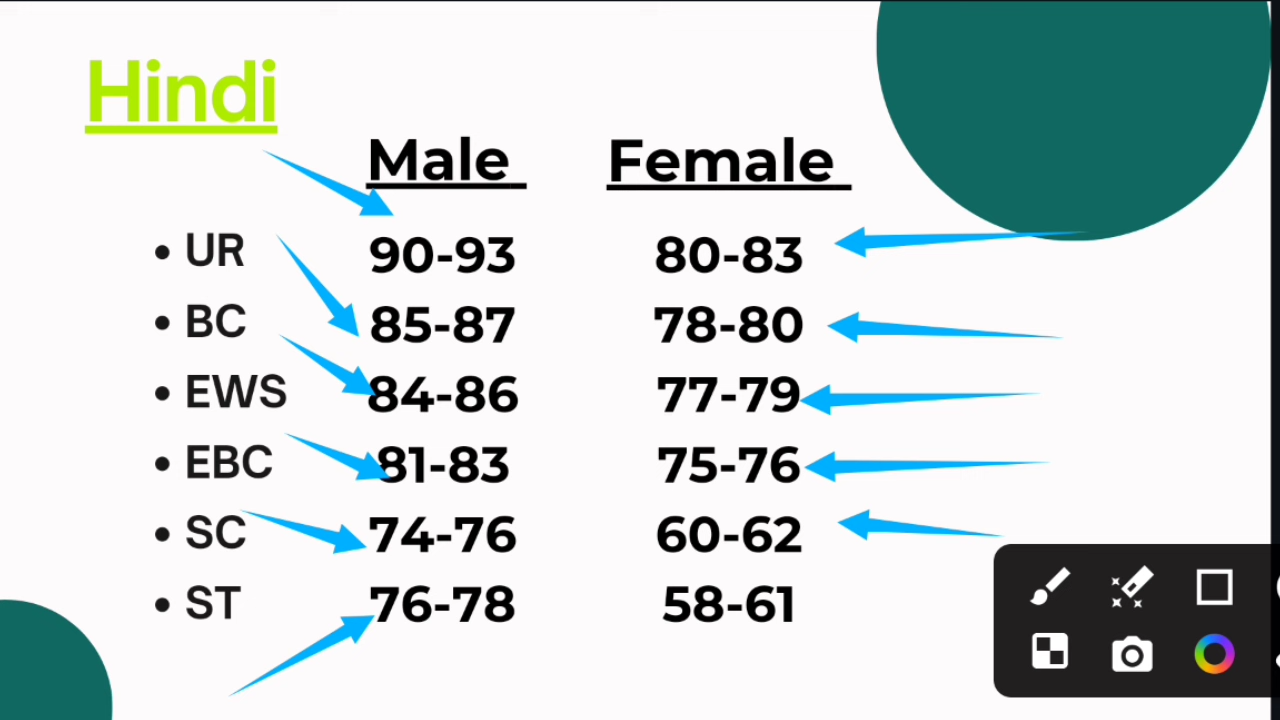 Hindi
Male Female
• UR 90-93 80-83
• BC 85-87 78-80
• EWS 84-86 77-79
• EBC 81-83 75-76
• SC 74-76 60-62
• ST 76-78 58-61